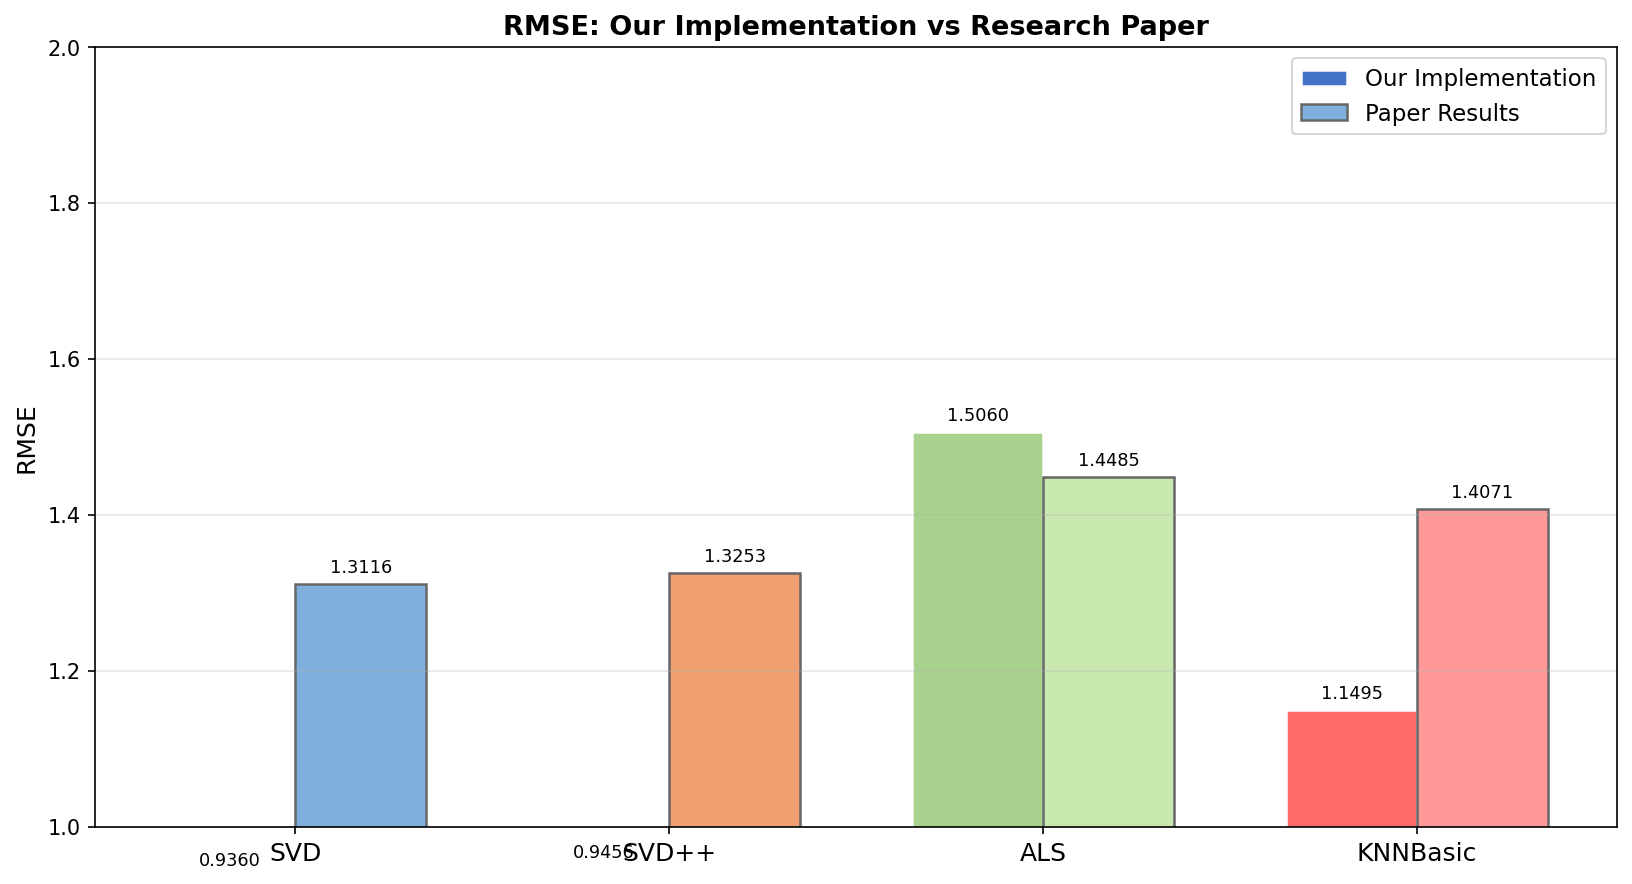 RMSE: Our Implementation vs Research Paper
Our Implementation
Paper Results
RMSE
2.0
1.8
1.6
1.4
1.2
1.0
1.5060
1.4485
1.4071
1.3116
1.3253
1.1495
0.9360
SVD
SVD++
ALS
KNNBasic